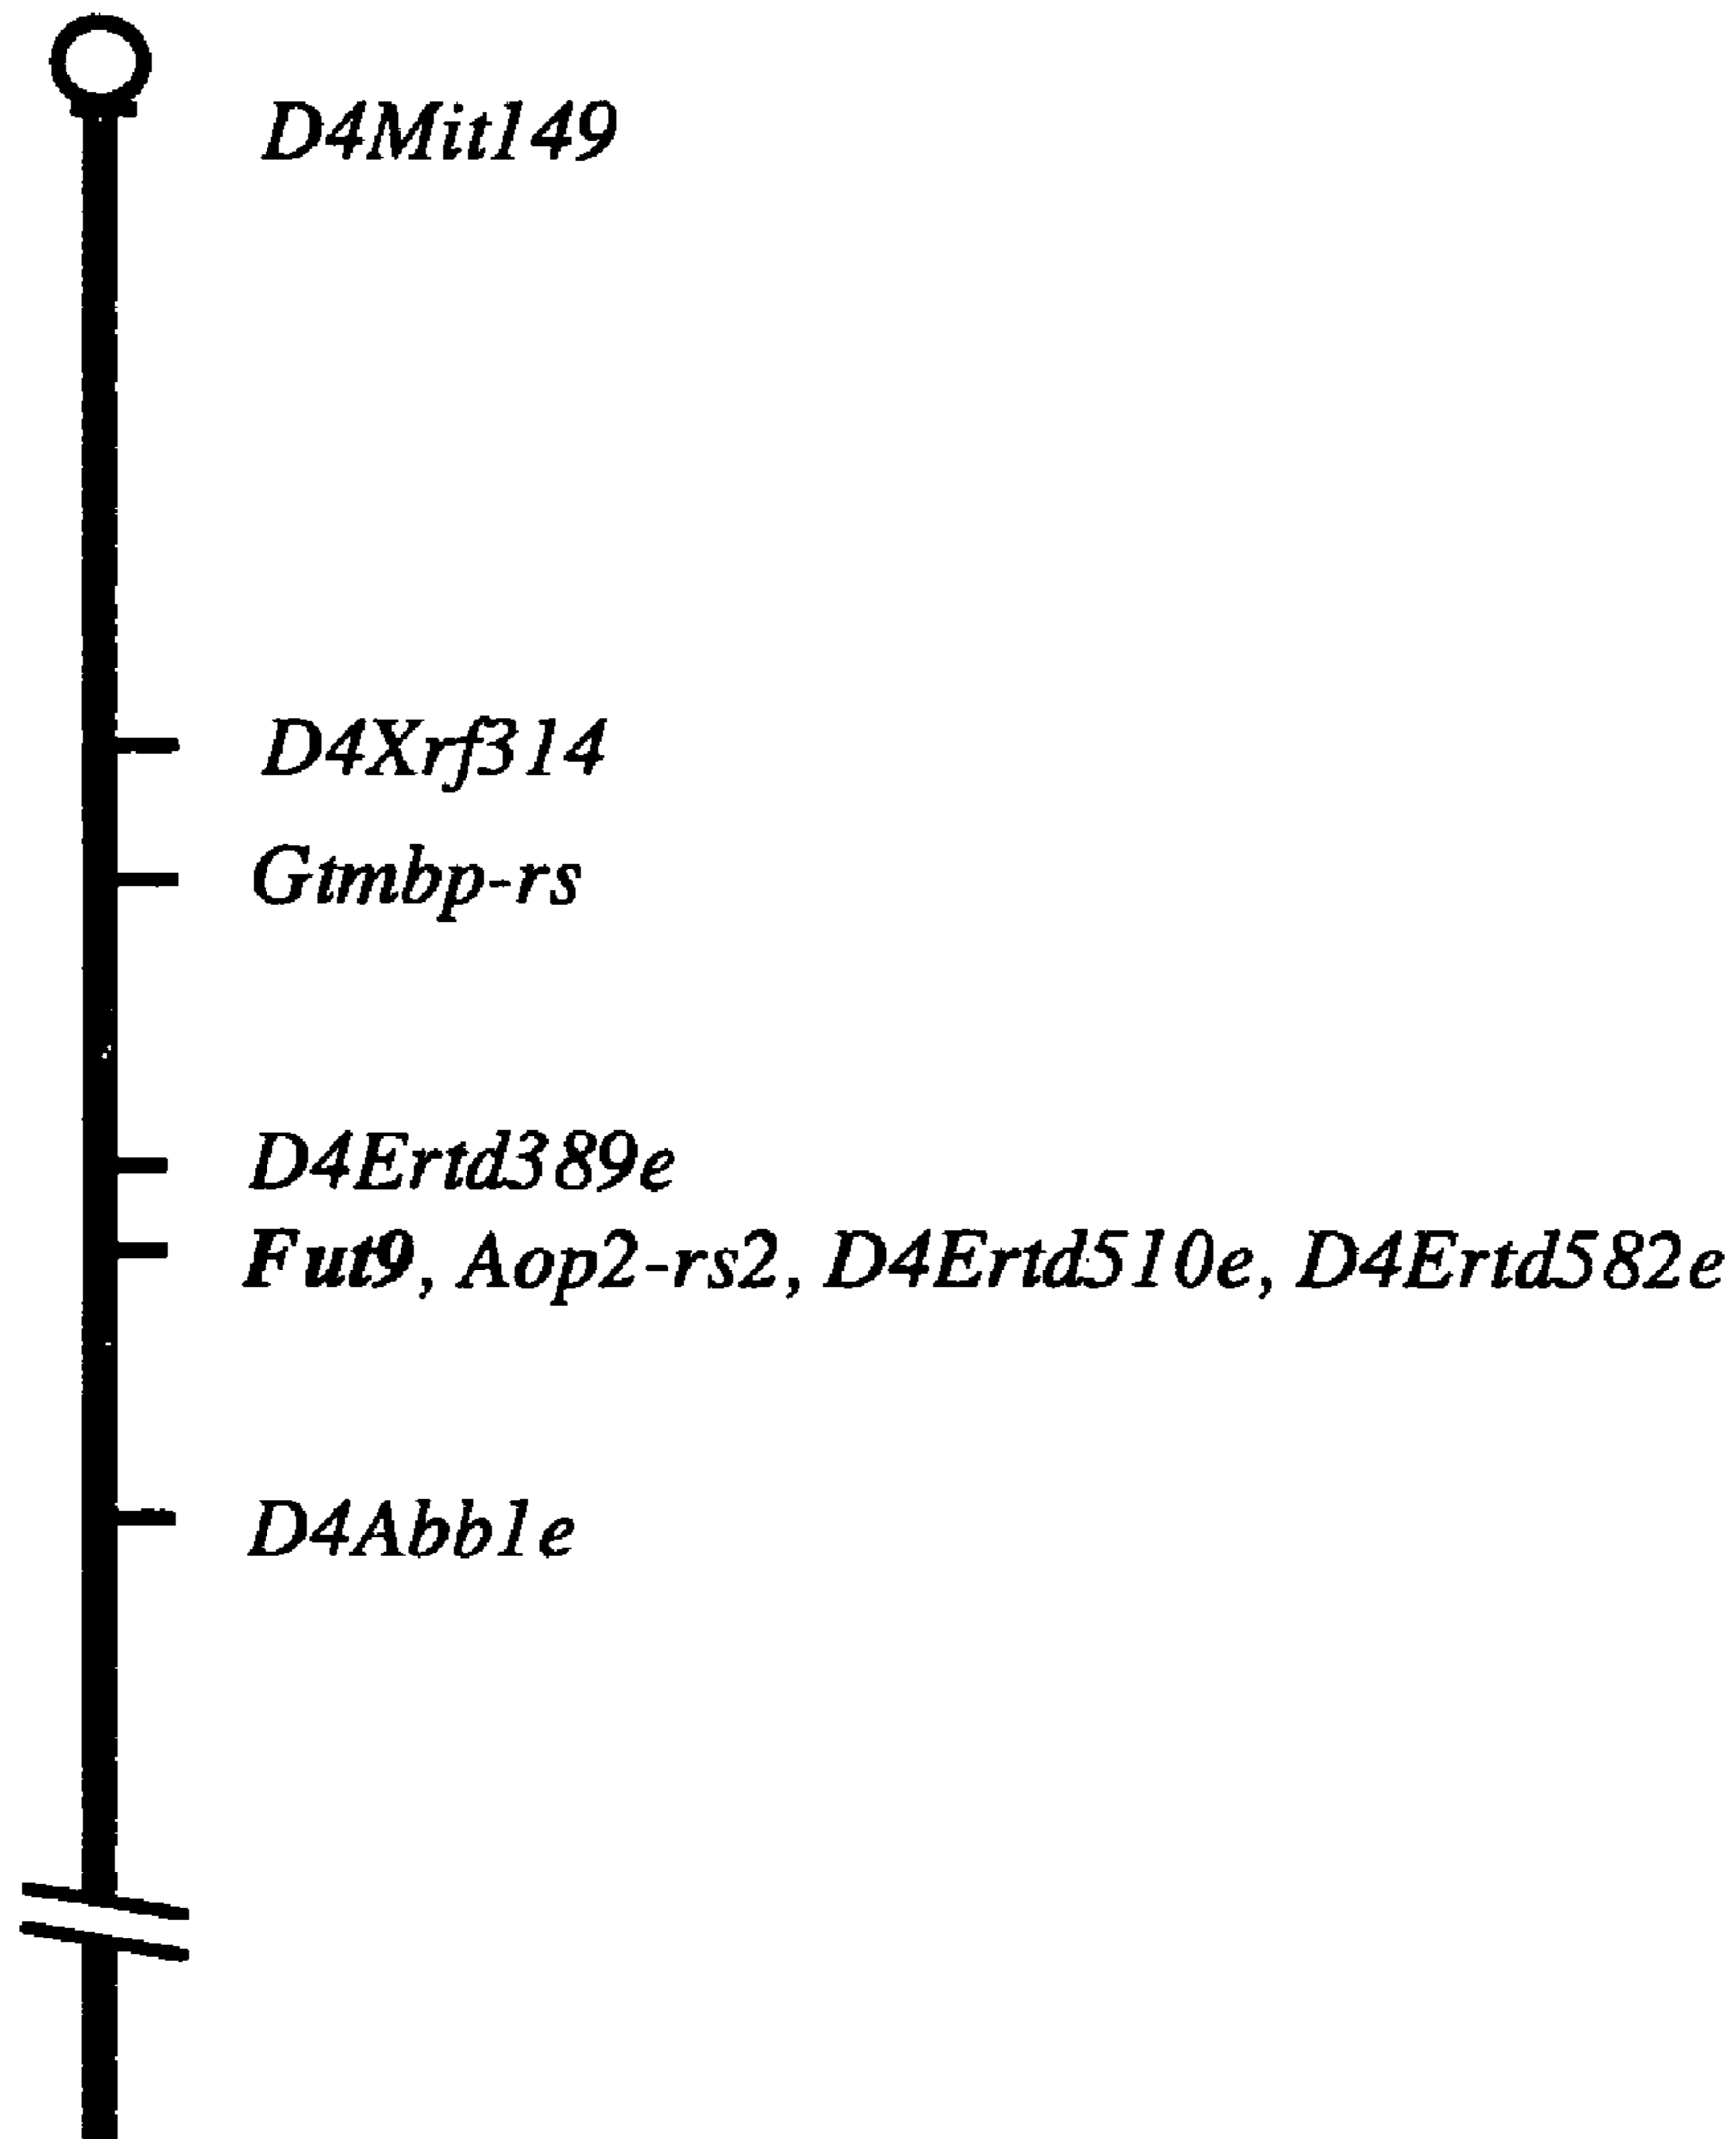 D4Mit149
D4Xrf314
Gtmbp-rs
D4Ertd389e
Fut9, Aop2-rs2, D4Ertd510e, D4Ertd582e
D4Abb1e